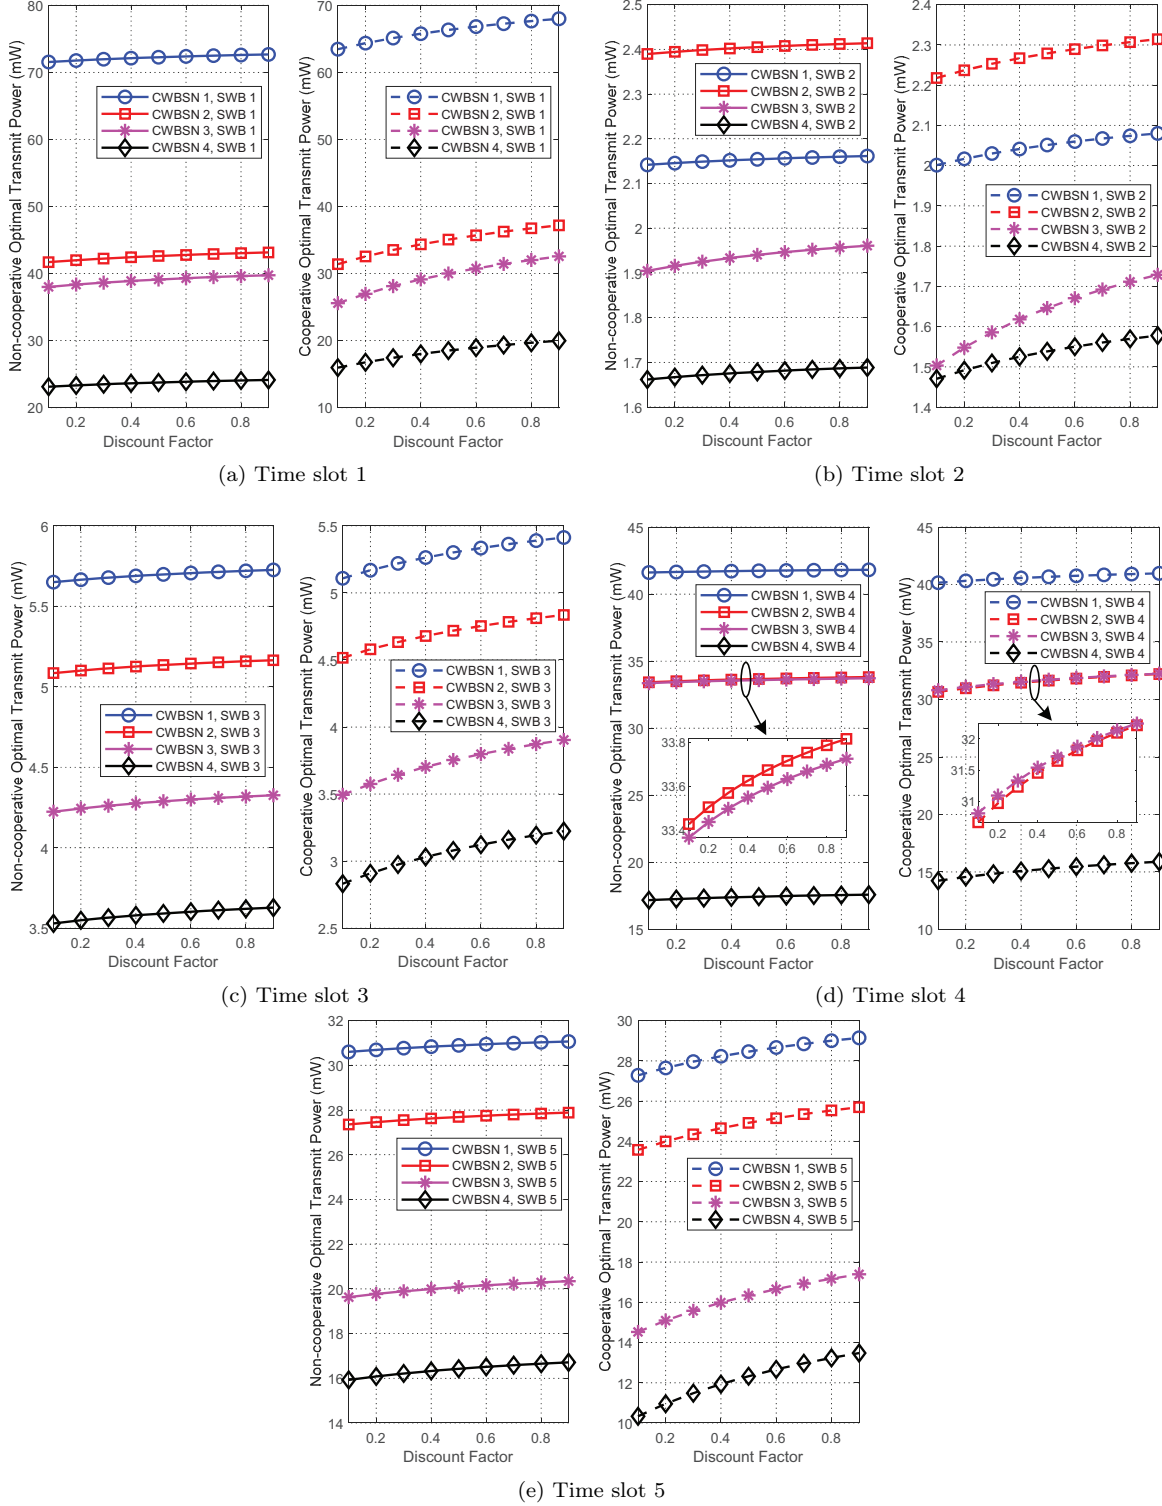 Non-cooperative Optimal Transmit Power (mW)
80
70
60
50
40
30
20
0.2 0.4 0.6 0.8
Discount Factor
CWBSN 1, SWB 1
CWBSN 2, SWB 1
CWBSN 3, SWB 1
CWBSN 4, SWB 1
Cooperative Optimal Transmit Power (mW)
70
60
50
40
30
20
10
0.2 0.4 0.6 0.8
Discount Factor
CWBSN 1, SWB 1
CWBSN 2, SWB 1
CWBSN 3, SWB 1
CWBSN 4, SWB 1
(a) Time slot 1
Non-cooperative Optimal Transmit Power (mW)
2.5
2.4
2.3
2.2
2.1
2
1.9
1.8
1.7
1.6
0.2 0.4 0.6 0.8
Discount Factor
CWBSN 1, SWB 2
CWBSN 2, SWB 2
CWBSN 3, SWB 2
CWBSN 4, SWB 2
Cooperative Optimal Transmit Power (mW)
2.4
2.3
2.2
2.1
2.0
1.9
1.8
1.7
1.6
1.5
1.4
0.2 0.4 0.6 0.8
Discount Factor
CWBSN 1, SWB 2
CWBSN 2, SWB 2
CWBSN 3, SWB 2
CWBSN 4, SWB 2
(b) Time slot 2
Non-cooperative Optimal Transmit Power (mW)
6
5.5
5
4.5
4
3.5
0.2 0.4 0.6 0.8
Discount Factor
CWBSN 1, SWB 3
CWBSN 2, SWB 3
CWBSN 3, SWB 3
CWBSN 4, SWB 3
Cooperative Optimal Transmit Power (mW)
5.5
5
4.5
4
3.5
3
2.5
0.2 0.4 0.6 0.8
Discount Factor
CWBSN 1, SWB 3
CWBSN 2, SWB 3
CWBSN 3, SWB 3
CWBSN 4, SWB 3
(c) Time slot 3
Non-cooperative Optimal Transmit Power (mW)
45
40
35
30
25
20
15
0.2 0.4 0.6 0.8
Discount Factor
CWBSN 1, SWB 4
CWBSN 2, SWB 4
CWBSN 3, SWB 4
CWBSN 4, SWB 4
33.8
33.6
33.4
0.2 0.4 0.6 0.8
Cooperative Optimal Transmit Power (mW)
45
40
35
30
25
20
15
10
0.2 0.4 0.6 0.8
Discount Factor
CWBSN 1, SWB 4
CWBSN 2, SWB 4
CWBSN 3, SWB 4
CWBSN 4, SWB 4
32
31.5
31
0.2 0.4 0.6 0.8
(d) Time slot 4
Non-cooperative Optimal Transmit Power (mW)
32
30
28
26
24
22
20
18
16
14
0.2 0.4 0.6 0.8
Discount Factor
CWBSN 1, SWB 5
CWBSN 2, SWB 5
CWBSN 3, SWB 5
CWBSN 4, SWB 5
Cooperative Optimal Transmit Power (mW)
30
28
26
24
22
20
18
16
14
12
10
0.2 0.4 0.6 0.8
Discount Factor
CWBSN 1, SWB 5
CWBSN 2, SWB 5
CWBSN 3, SWB 5
CWBSN 4, SWB 5
(e) Time slot 5